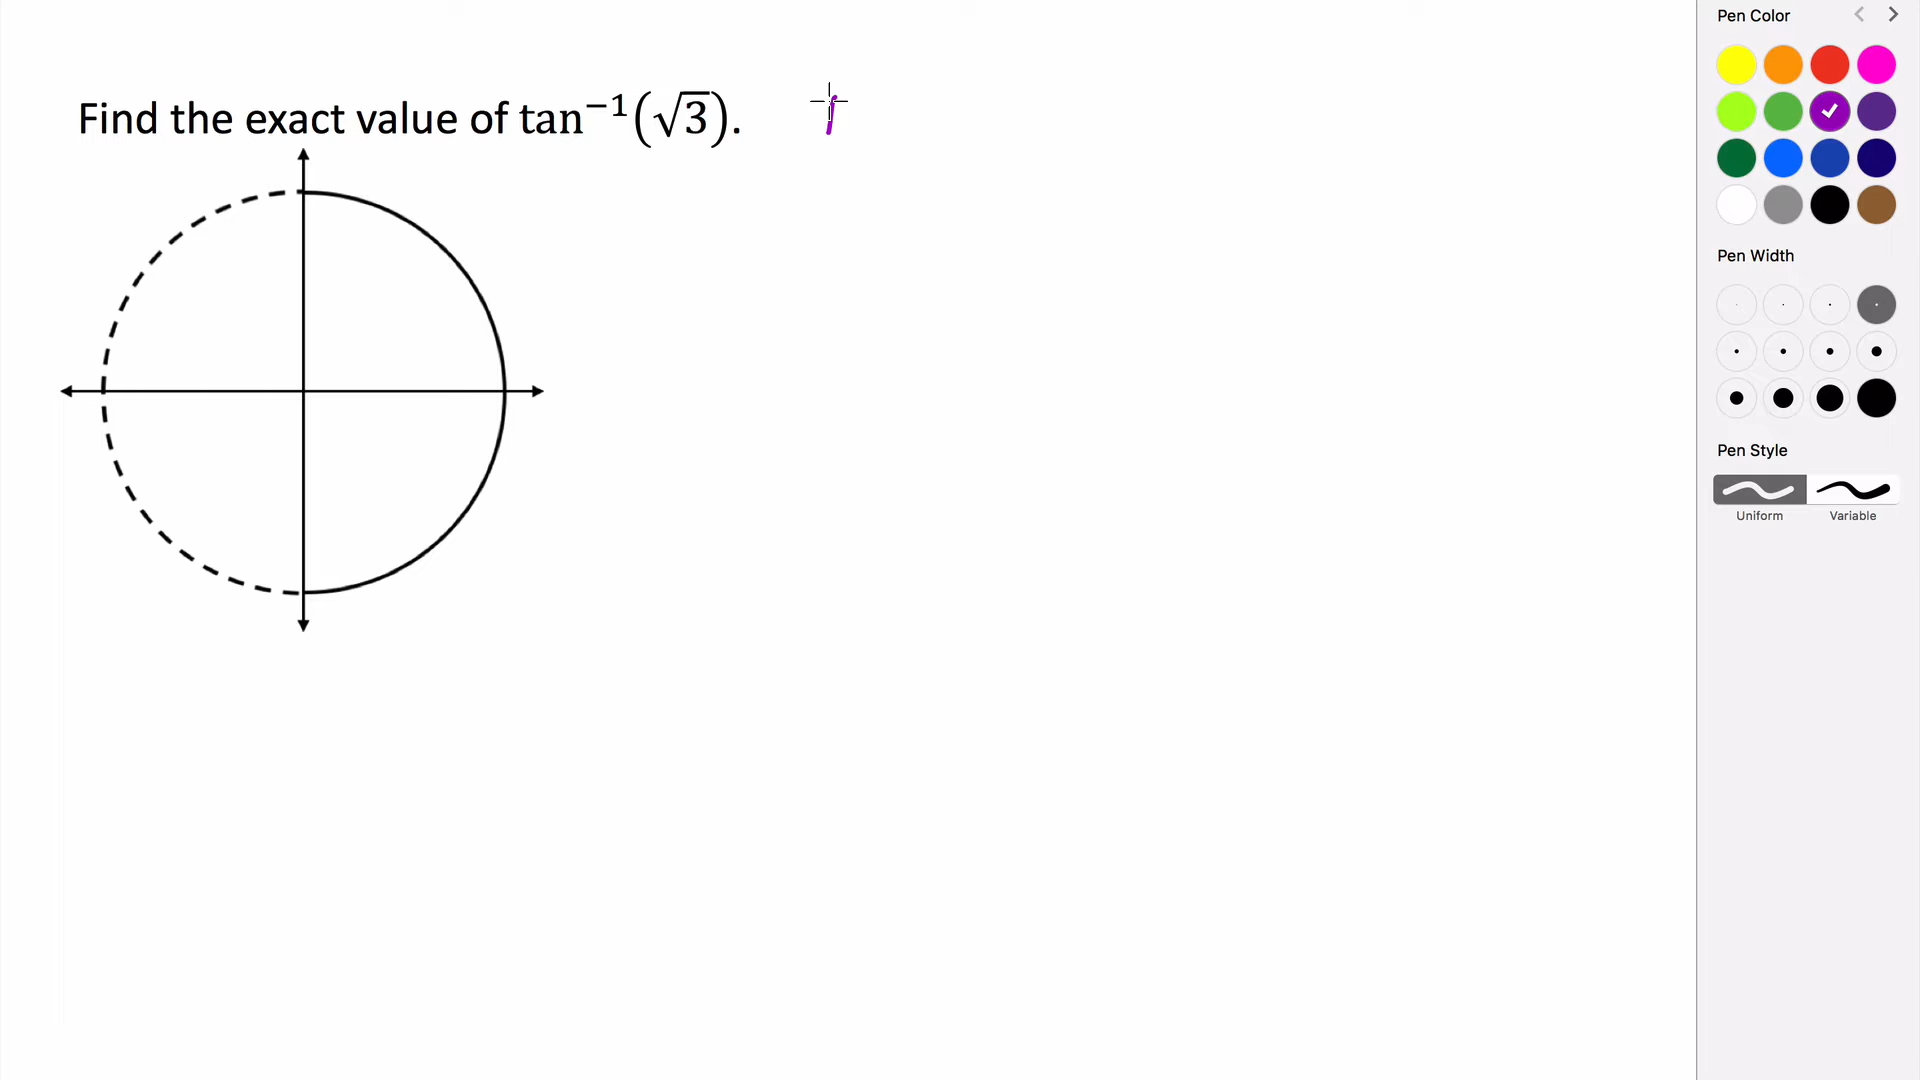 Find the exact value of tan⁻¹(√3).
Pen Color
Pen Width
Pen Style
Uniform Variable